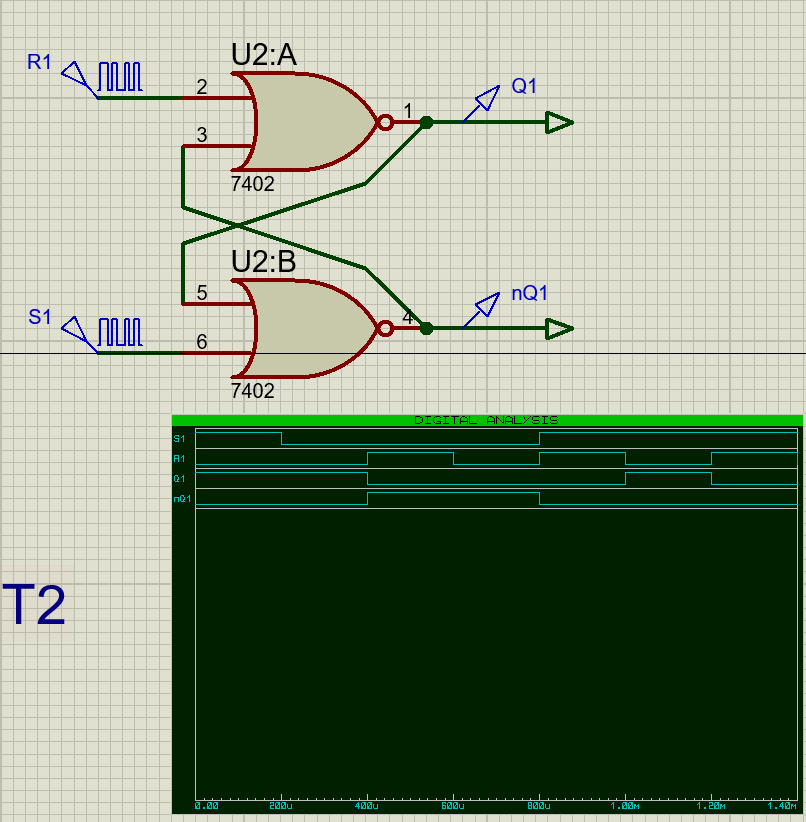 U2:A
R1
2
Q1
1
3
7402
U2:B
5
nQ1
S1
4
6
7402
DIGITAL ANALYSIS
S1
R1
Q1
nQ1
T2
0.00 200u 400u 600u 800u 1.00m 1.20m 1.40m